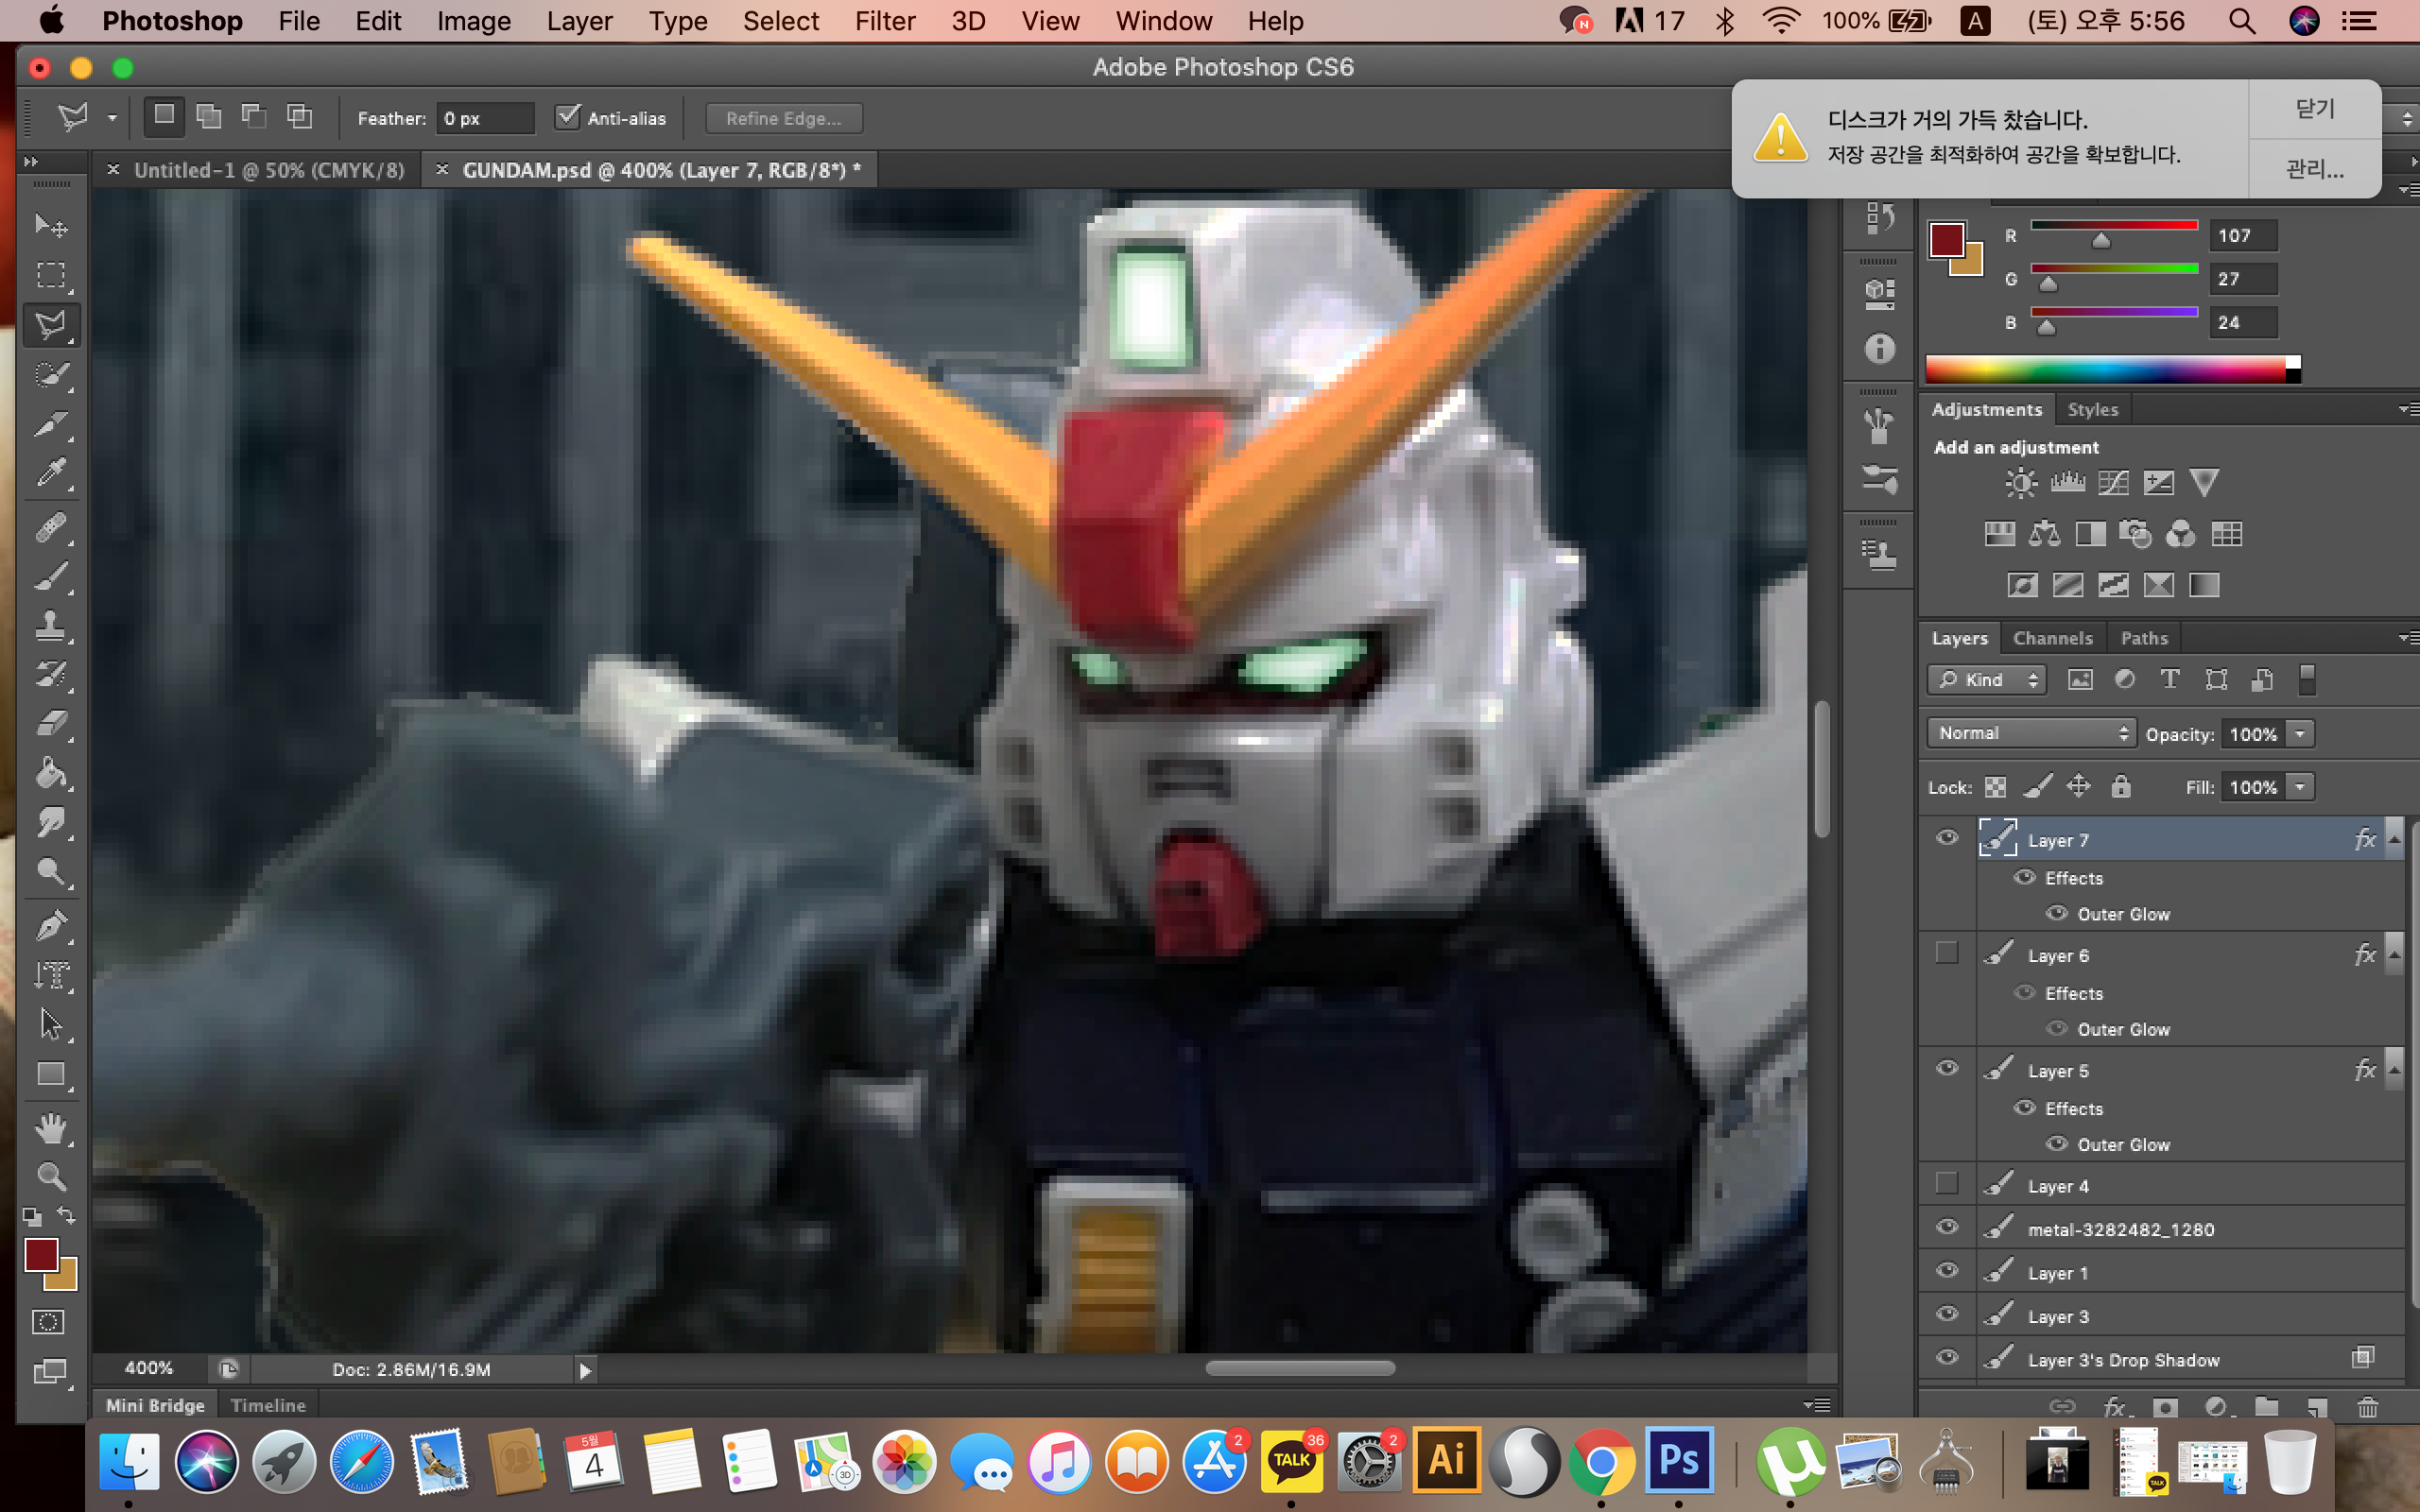 Photoshop File Edit Image Layer Type Select Filter 3D View Window Help
17 100% A (토) 오후 5:56
Adobe Photoshop CS6
Feather: 0 px Anti-alias Refine Edge...
디스크가 거의 가득 찼습니다.
저장 공간을 최적화하여 공간을 확보합니다.
닫기
관리...
Untitled-1 @ 50% (CMYK/8)
GUNDAM.psd @ 400% (Layer 7, RGB/8*) *
R 107
G 27
B 24
Adjustments Styles
Add an adjustment
Layers Channels Paths
Kind
Normal Opacity: 100%
Lock: Fill: 100%
Layer 7 fx
Effects
Outer Glow
Layer 6 fx
Effects
Outer Glow
Layer 5 fx
Effects
Outer Glow
Layer 4
metal-3282482_1280
Layer 1
Layer 3
Layer 3's Drop Shadow
fx
400% Doc: 2.86M/16.9M
Mini Bridge Timeline
5월
4
3D
2
TALK
36
2
Ai
Ps
µ
TALK